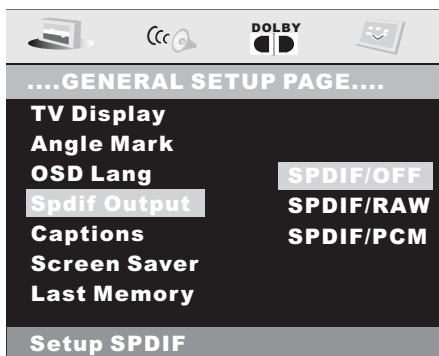 DOLBY
....GENERAL SETUP PAGE....
TV Display
Angle Mark
OSD Lang SPDIF/OFF
Spdif Output SPDIF/RAW
Captions SPDIF/PCM
Screen Saver
Last Memory
Setup SPDIF